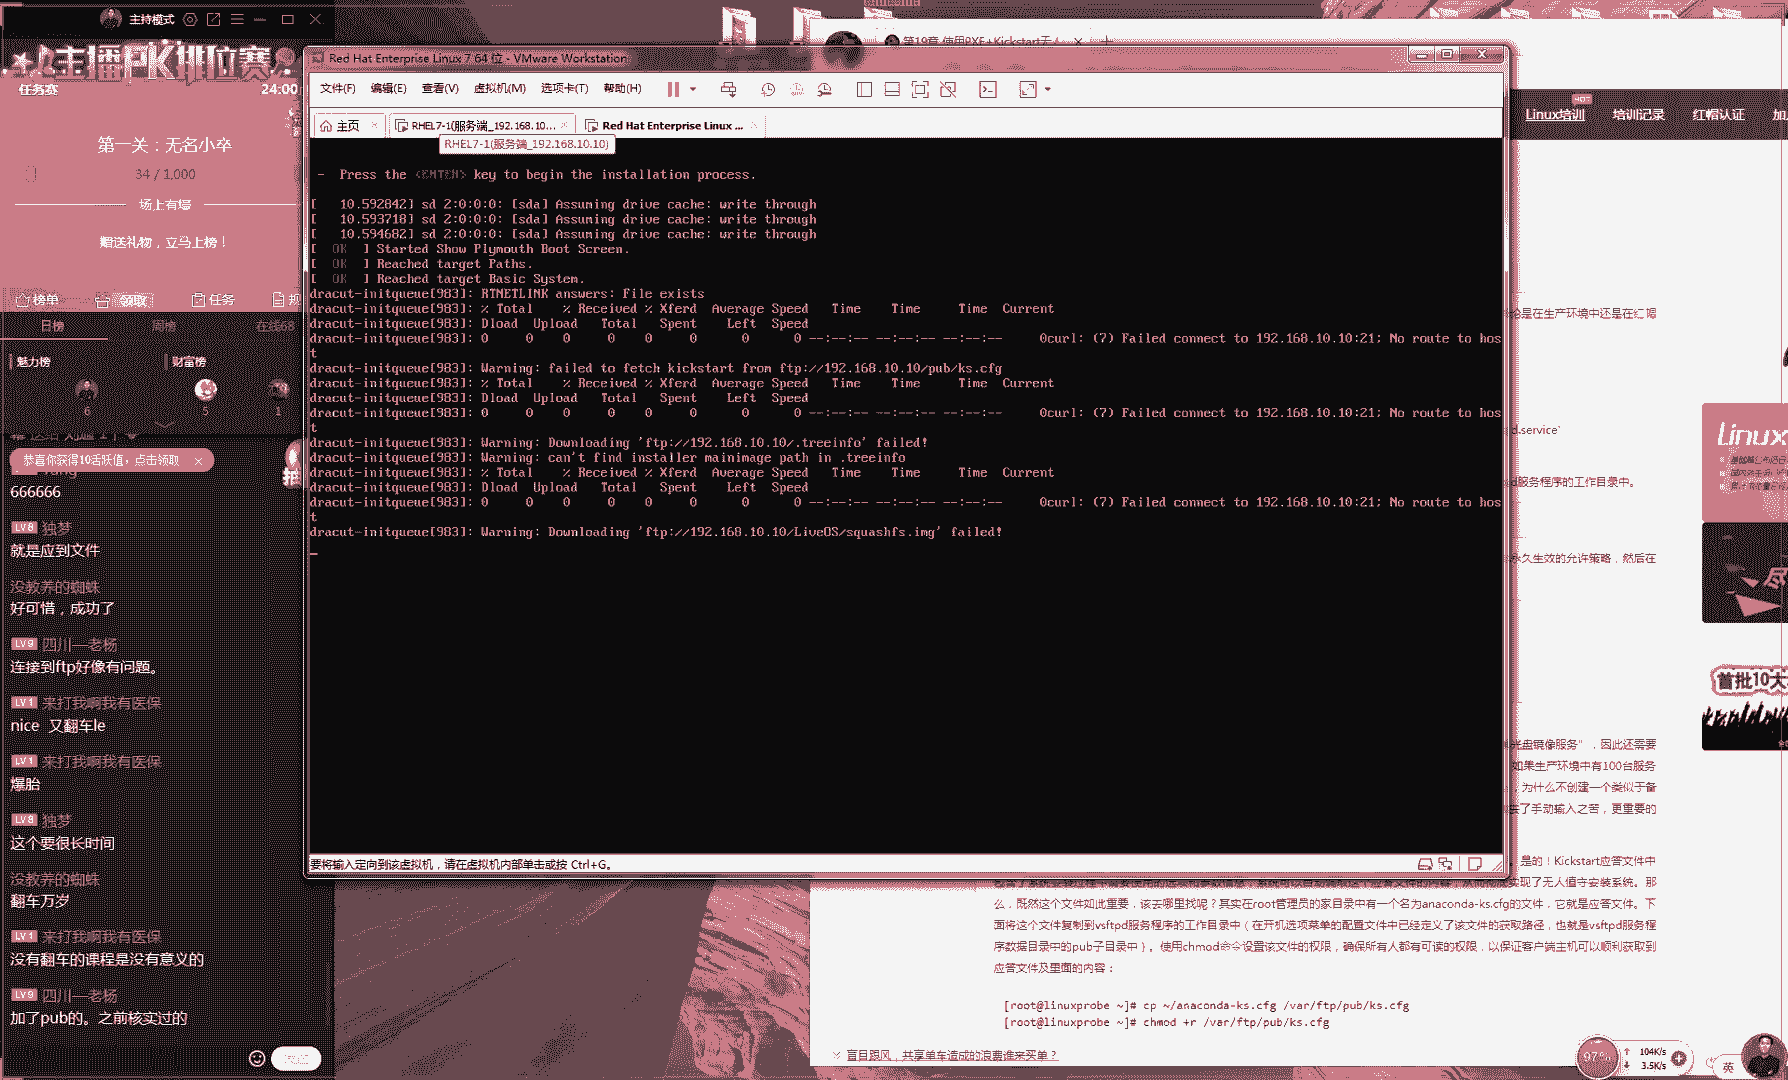 主持模式
主播PK排位赛
任务赛
24:00
第一关：无名小卒
34 / 1,000
场上有爆
赠送礼物，立马上榜！
榜单
领取
任务
日榜
周榜
在线68
魅力榜
财富榜
6
5
1
恭喜你获得10活跃值，点击领取
666666
LV8 独梦
就是应到文件
没教养的蜘蛛
好可惜，成功了
LV9 四川—老杨
连接到ftp好像有问题。
LV1 来打我啊我有医保
nice 又翻车le
LV1 来打我啊我有医保
爆胎
LV8 独梦
这个要很长时间
没教养的蜘蛛
翻车万岁
LV1 来打我啊我有医保
没有翻车的课程是没有意义的
LV9 四川—老杨
加了pub的。之前核实过的
第19章 使用PXE+Kickstart无人...
Red Hat Enterprise Linux 7 64 位 - VMware Workstation
文件(F) 编辑(E) 查看(V) 虚拟机(M) 选项卡(T) 帮助(H)
主页
RHEL7-1(服务端_192.168.10...
Red Hat Enterprise Linux ...
RHEL7-1(服务端_192.168.10.10)
- Press the <ENTER> key to begin the installation process.
[   10.592842] sd 2:0:0:0: [sda] Assuming drive cache: write through
[   10.593718] sd 2:0:0:0: [sda] Assuming drive cache: write through
[   10.594682] sd 2:0:0:0: [sda] Assuming drive cache: write through
[  OK  ] Started Show Plymouth Boot Screen.
[  OK  ] Reached target Paths.
[  OK  ] Reached target Basic System.
dracut-initqueue[983]: RTNETLINK answers: File exists
dracut-initqueue[983]: % Total    % Received % Xferd  Average Speed   Time    Time     Time  Current
dracut-initqueue[983]: Dload  Upload   Total   Spent    Left  Speed
dracut-initqueue[983]: 0     0    0     0    0     0      0      0 --:--:-- --:--:-- --:--:--     0curl: (7) Failed connect to 192.168.10.10:21; No route to hos
t
dracut-initqueue[983]: Warning: failed to fetch kickstart from ftp://192.168.10.10/pub/ks.cfg
dracut-initqueue[983]: % Total    % Received % Xferd  Average Speed   Time    Time     Time  Current
dracut-initqueue[983]: Dload  Upload   Total   Spent    Left  Speed
dracut-initqueue[983]: 0     0    0     0    0     0      0      0 --:--:-- --:--:-- --:--:--     0curl: (7) Failed connect to 192.168.10.10:21; No route to hos
t
dracut-initqueue[983]: Warning: Downloading 'ftp://192.168.10.10/.treeinfo' failed!
dracut-initqueue[983]: Warning: can't find installer mainimage path in .treeinfo
dracut-initqueue[983]: % Total    % Received % Xferd  Average Speed   Time    Time     Time  Current
dracut-initqueue[983]: Dload  Upload   Total   Spent    Left  Speed
dracut-initqueue[983]: 0     0    0     0    0     0      0      0 --:--:-- --:--:-- --:--:--     0curl: (7) Failed connect to 192.168.10.10:21; No route to hos
t
dracut-initqueue[983]: Warning: Downloading 'ftp://192.168.10.10/LiveOS/squashfs.img' failed!
要将输入定向到该虚拟机，请在虚拟机内部单击或按 Ctrl+G。
HOT
Linux培训 培训记录 红帽认证 加
论是在生产环境中还是在红帽
d.service`
Linux
d服务程序的工作目录中。
永久生效的允许策略，然后在
首批10大
光盘镜像服务”，因此还需要
如果生产环境中有100台服务
，为什么不创建一个类似于备
去了手动输入之苦，更重要的
是的！Kickstart应答文件中
实现了无人值守安装系统。那
么，既然这个文件如此重要，该去哪里找呢？其实在root管理员的家目录中有一个名为anaconda-ks.cfg的文件，它就是应答文件。下
面将这个文件复制到vsftpd服务程序的工作目录中（在开机选项菜单的配置文件中已经定义了该文件的获取路径，也就是vsftpd服务程
序数据目录中的pub子目录中）。使用chmod命令设置该文件的权限，确保所有人都有可读的权限，以保证客户端主机可以顺利获取到
应答文件及里面的内容：
[root@linuxprobe ~]# cp ~/anaconda-ks.cfg /var/ftp/pub/ks.cfg
[root@linuxprobe ~]# chmod +r /var/ftp/pub/ks.cfg
盲目跟风，共享单车造成的浪费谁来买单？
97%
104K/s
3.5K/s
英